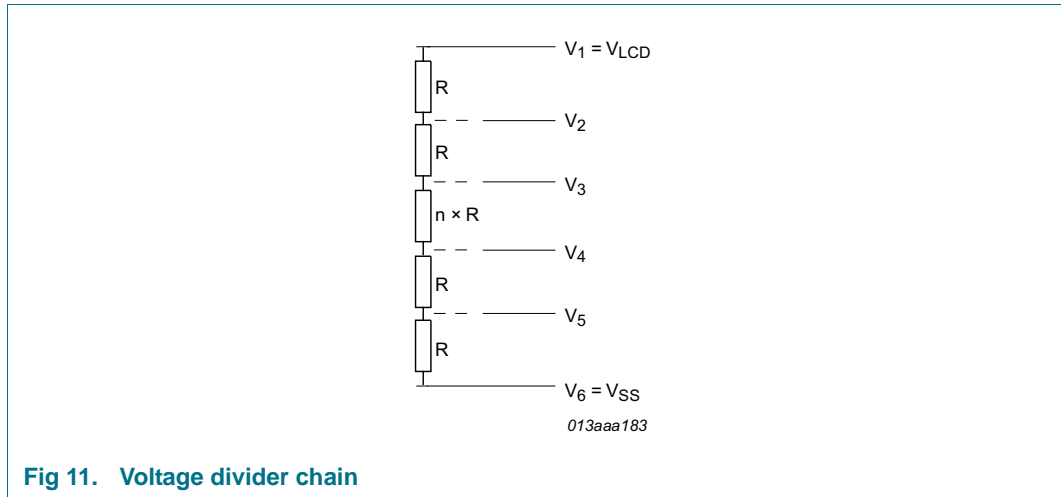 V1 = VLCD
R
V2
R
V3
n × R
V4
R
V5
R
V6 = VSS
013aaa183
Fig 11. Voltage divider chain